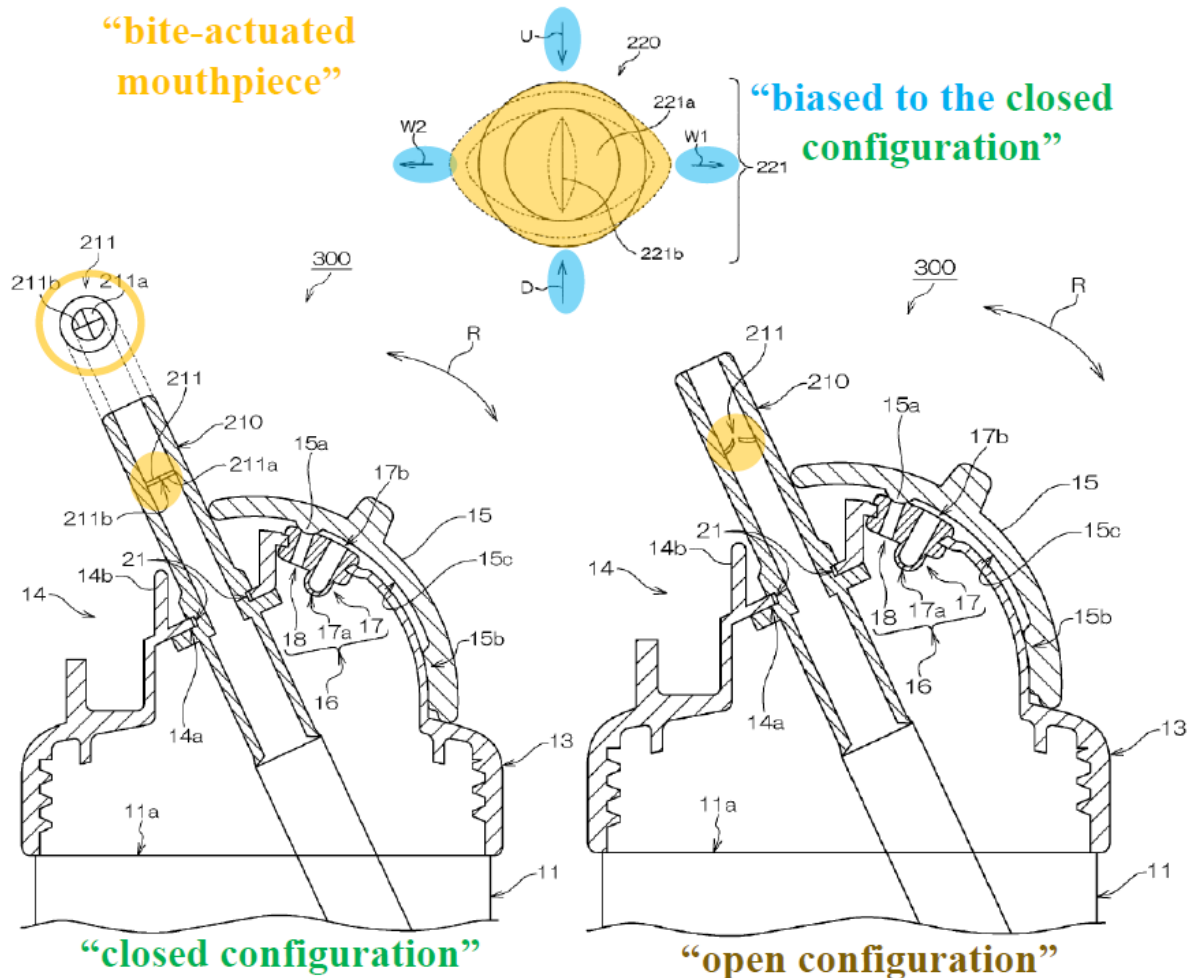 “bite-actuated
mouthpiece”
U
220
“biased to the closed
configuration”
221a
W2
W1
221
221b
D
211
211b
211a
300
R
211
210
15a
211a
17b
211b
15
21
14b
15c
14
18
17a
17
15b
16
14a
13
11a
11
“closed configuration”
300
R
211
210
15a
17b
15
21
14b
15c
14
18
17a
17
15b
16
14a
13
11a
11
“open configuration”